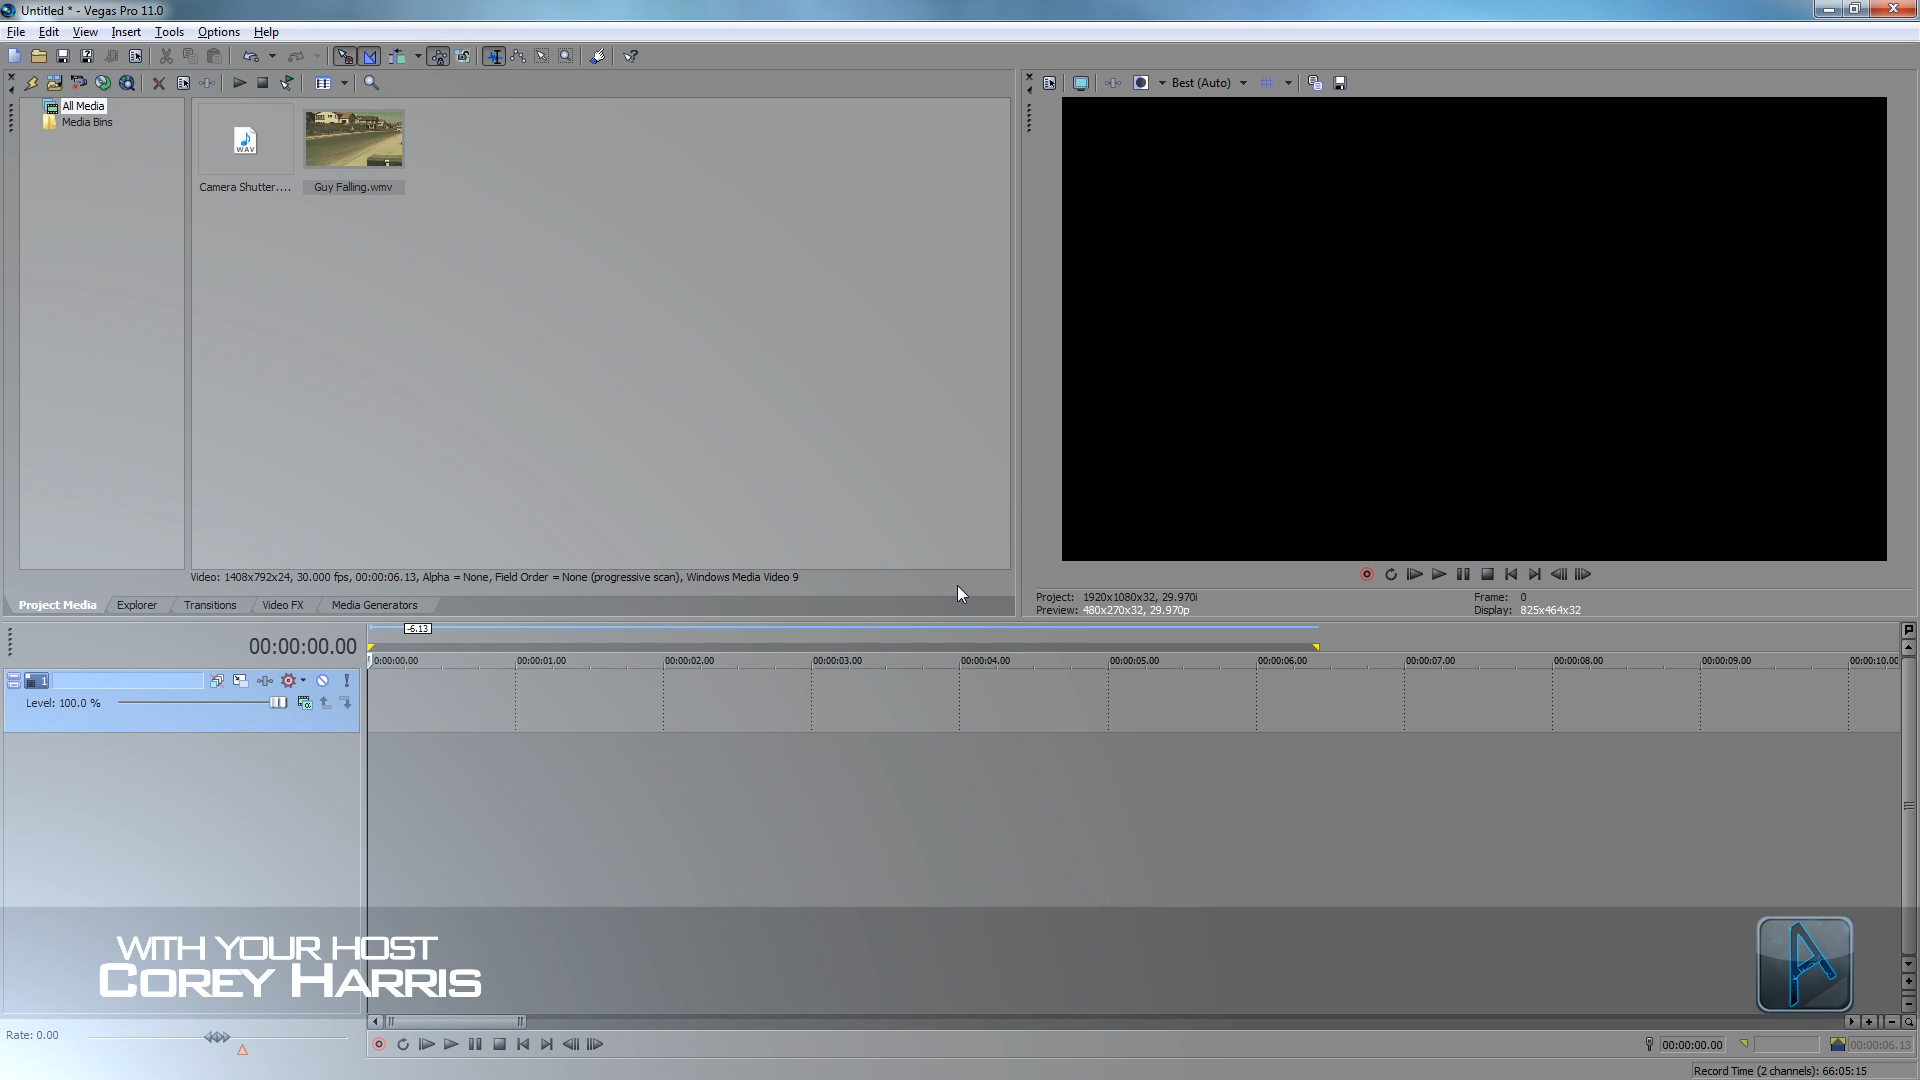 Untitled * - Vegas Pro 11.0
File Edit View Insert Tools Options Help
Best (Auto)
All Media
Media Bins
WAV
Camera Shutter....
Guy Falling.wmv
Video: 1408x792x24, 30.000 fps, 00:00:06.13, Alpha = None, Field Order = None (progressive scan), Windows Media Video 9
Project Media Explorer Transitions Video FX Media Generators
Project: 1920x1080x32, 29.970i
Frame: 0
Preview: 480x270x32, 29.970p
Display: 825x464x32
-6.13
00:00:00.00
0:00:00.00 00:00:01.00 00:00:02.00 00:00:03.00 00:00:04.00 00:00:05.00 00:00:06.00 00:00:07.00 00:00:08.00 00:00:09.00 00:00:10.00
1
Level: 100.0 %
WITH YOUR HOST
COREY HARRIS
A
Rate: 0.00
00:00:00.00
00:00:06.13
Record Time (2 channels): 66:05:15